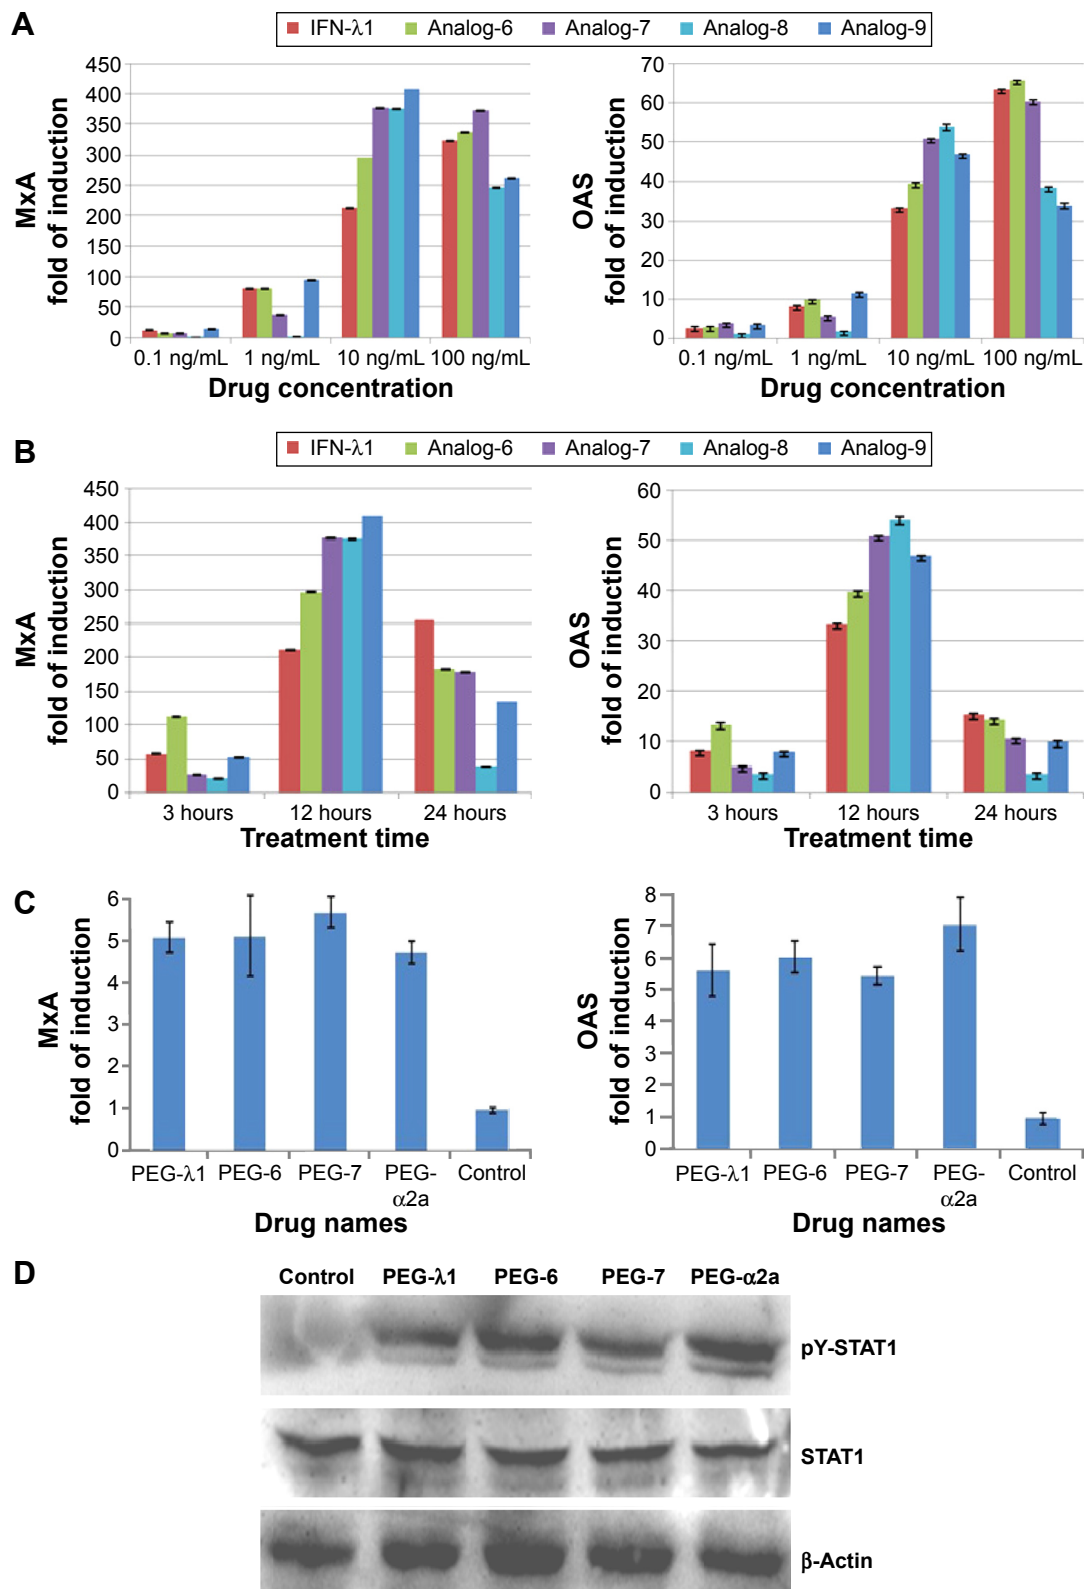 A
IFN-λ1 Analog-6 Analog-7 Analog-8 Analog-9
MxA
fold of induction
450
400
350
300
250
200
150
100
50
0
0.1 ng/mL 1 ng/mL 10 ng/mL 100 ng/mL
Drug concentration
OAS
fold of induction
70
60
50
40
30
20
10
0
0.1 ng/mL 1 ng/mL 10 ng/mL 100 ng/mL
Drug concentration
B
IFN-λ1 Analog-6 Analog-7 Analog-8 Analog-9
MxA
fold of induction
450
400
350
300
250
200
150
100
50
0
3 hours 12 hours 24 hours
Treatment time
OAS
fold of induction
60
50
40
30
20
10
0
3 hours 12 hours 24 hours
Treatment time
C
MxA
fold of induction
6
5
4
3
2
1
0
PEG-λ1 PEG-6 PEG-7 PEG-α2a Control
Drug names
OAS
fold of induction
8
7
6
5
4
3
2
1
0
PEG-λ1 PEG-6 PEG-7 PEG-α2a Control
Drug names
D
Control PEG-λ1 PEG-6 PEG-7 PEG-α2a
pY-STAT1
STAT1
β-Actin